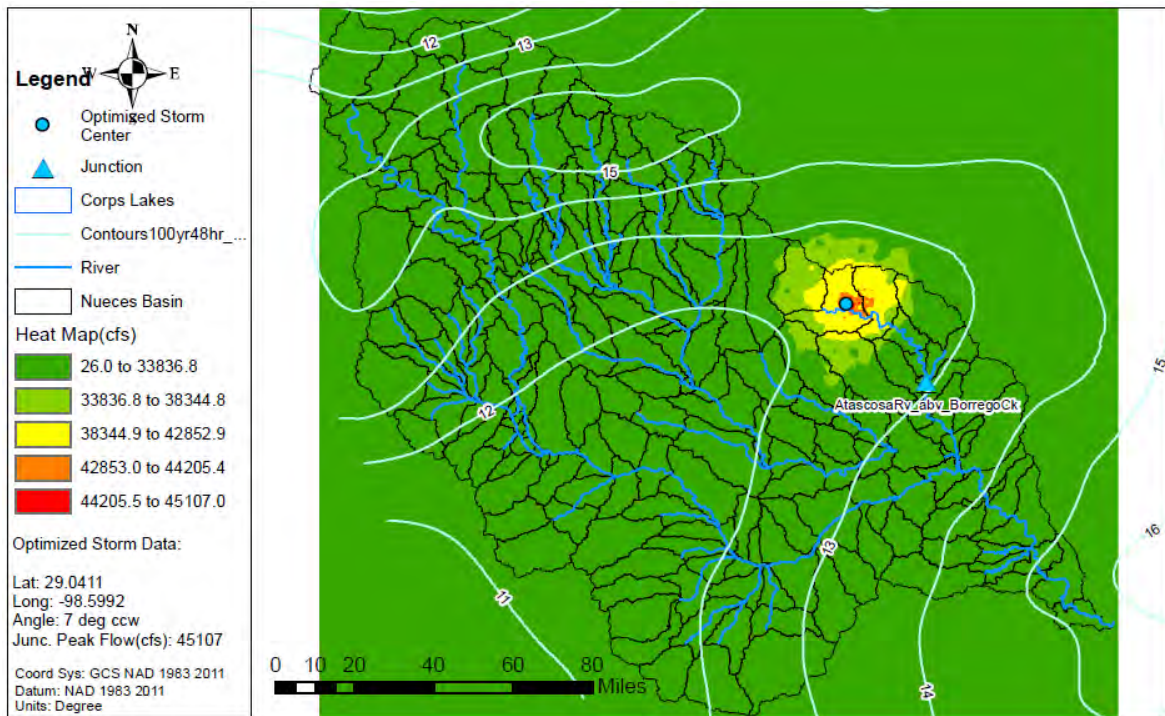 N
W
E
S
Legend
Optimized Storm
Center
Junction
Corps Lakes
Contours100yr48hr_...
River
Nueces Basin
Heat Map(cfs)
26.0 to 33836.8
33836.8 to 38344.8
38344.9 to 42852.9
42853.0 to 44205.4
44205.5 to 45107.0
Optimized Storm Data:
Lat: 29.0411
Long: -98.5992
Angle: 7 deg ccw
Junc. Peak Flow(cfs): 45107
Coord Sys: GCS NAD 1983 2011
Datum: NAD 1983 2011
Units: Degree
12
13
15
15
12
AtascosaRv_abv_BorregoCk
16
13
11
14
0 10 20 40 60 80
Miles